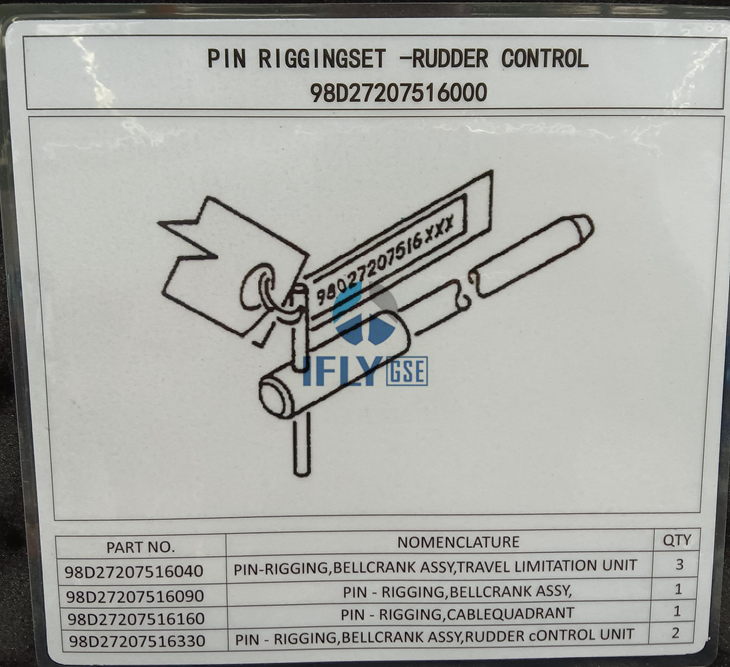 PIN RIGGINGSET -RUDDER CONTROL
98D27207516000
98D27207516XXX
IFLY GSE
PART NO. NOMENCLATURE QTY
98D27207516040 PIN-RIGGING,BELLCRANK ASSY,TRAVEL LIMITATION UNIT 3
98D27207516090 PIN - RIGGING,BELLCRANK ASSY, 1
98D27207516160 PIN - RIGGING,CABLEQUADRANT 1
98D27207516330 PIN - RIGGING,BELLCRANK ASSY,RUDDER cONTROL UNIT 2